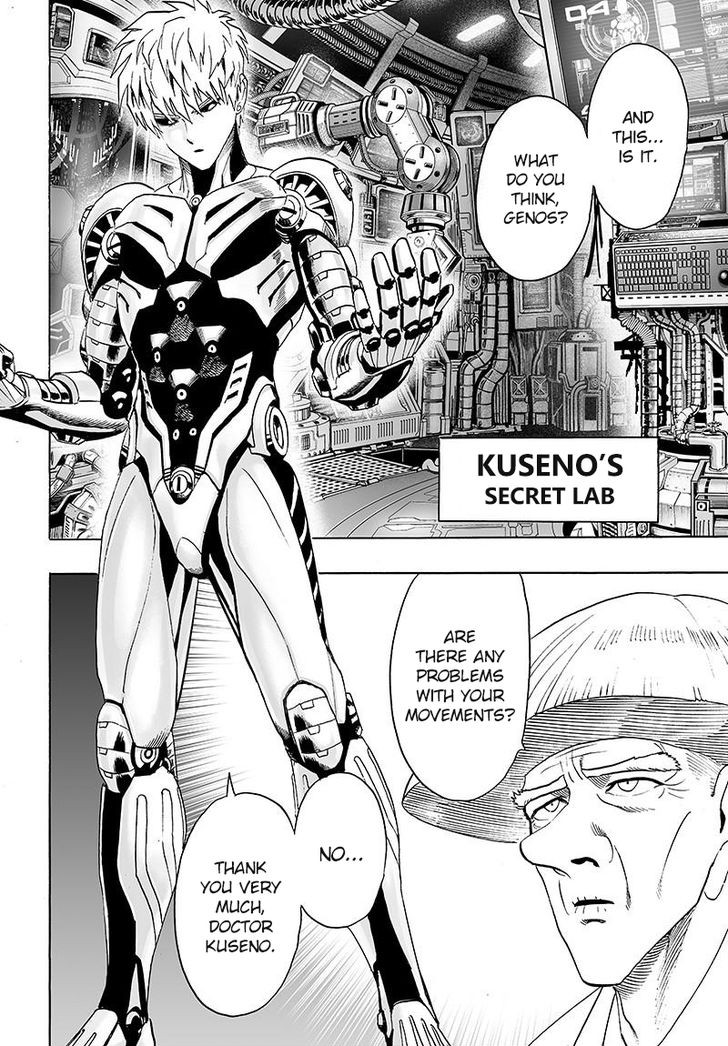 AND
THIS...
IS IT.
WHAT
DO YOU
THINK,
GENOS?
04
KUSENO'S
SECRET LAB
ARE
THERE ANY
PROBLEMS
WITH YOUR
MOVEMENTS?
NO...
THANK
YOU VERY
MUCH,
DOCTOR
KUSENO.